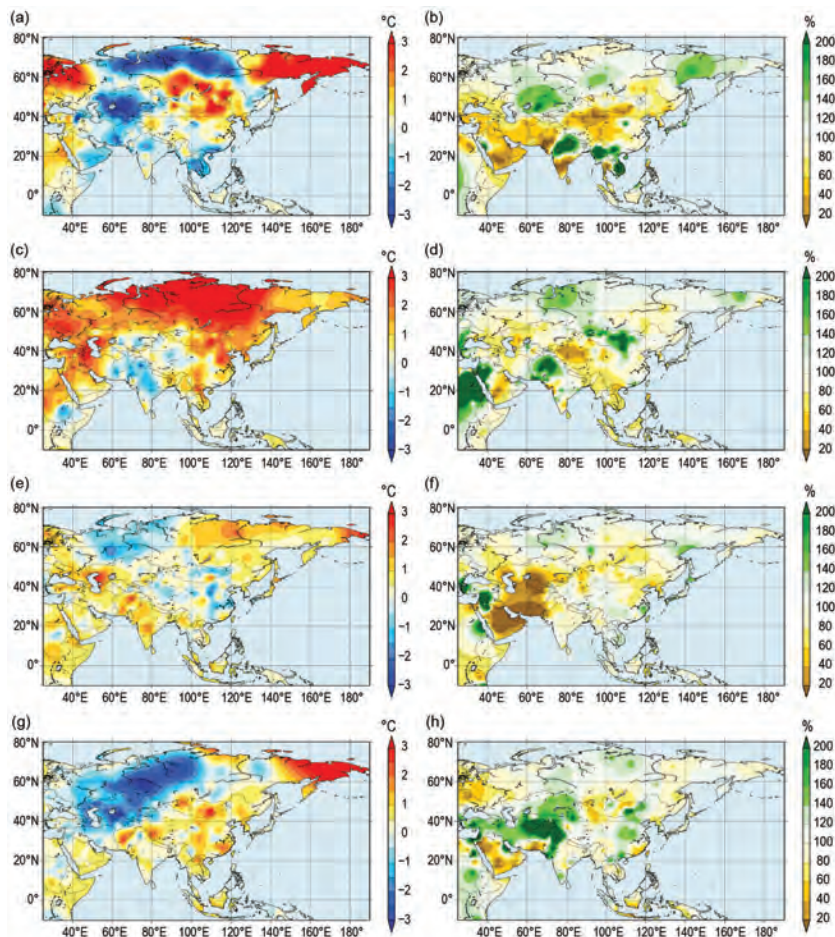 (a) °C (b) %
80°N 3 80°N 200
60°N 2 60°N 180
160
40°N 1 40°N 140
120
20°N 0 20°N 100
-1 80
0° -2 0° 60
40
-3 20
40°E 60°E 80°E 100°E 120°E 140°E 160°E 180° 40°E 60°E 80°E 100°E 120°E 140°E 160°E 180°
(c) °C (d) %
80°N 3 80°N 200
60°N 2 60°N 180
160
40°N 1 40°N 140
120
20°N 0 20°N 100
-1 80
0° -2 0° 60
40
-3 20
40°E 60°E 80°E 100°E 120°E 140°E 160°E 180° 40°E 60°E 80°E 100°E 120°E 140°E 160°E 180°
(e) °C (f) %
80°N 3 80°N 200
60°N 2 60°N 180
160
40°N 1 40°N 140
120
20°N 0 20°N 100
-1 80
0° -2 0° 60
40
-3 20
40°E 60°E 80°E 100°E 120°E 140°E 160°E 180° 40°E 60°E 80°E 100°E 120°E 140°E 160°E 180°
(g) °C (h) %
80°N 3 80°N 200
60°N 2 60°N 180
160
40°N 1 40°N 140
120
20°N 0 20°N 100
-1 80
0° -2 0° 60
40
-3 20
40°E 60°E 80°E 100°E 120°E 140°E 160°E 180° 40°E 60°E 80°E 100°E 120°E 140°E 160°E 180°